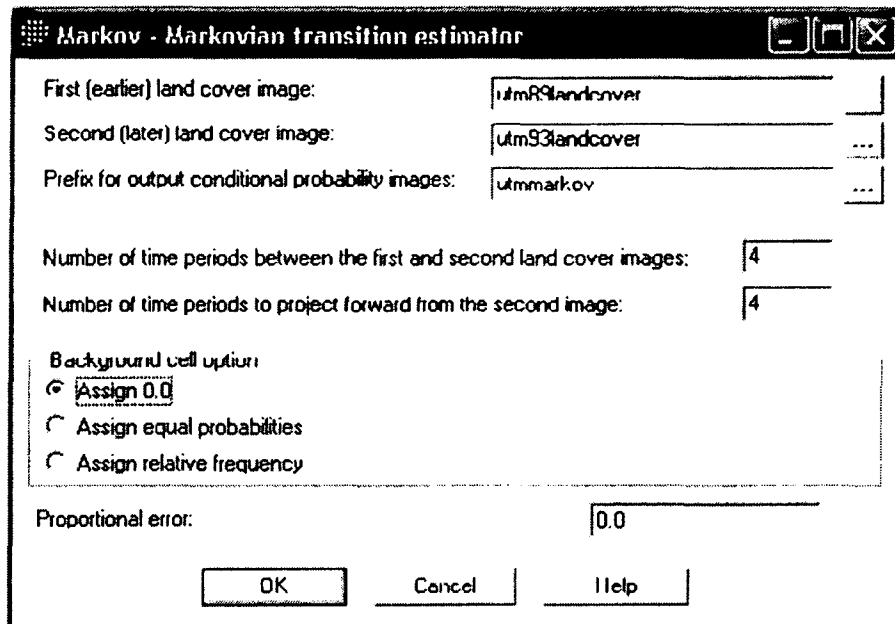 Markov - Markovian transition estimator
First (earlier) land cover image: utm89landcover
Second (later) land cover image: utm93landcover ...
Prefix for output conditional probability images: utmmarkov ...
Number of time periods between the first and second land cover images: 4
Number of time periods to project forward from the second image: 4
Background cell option
Assign 0.0
Assign equal probabilities
Assign relative frequency
Proportional error: 0.0
OK Cancel Help